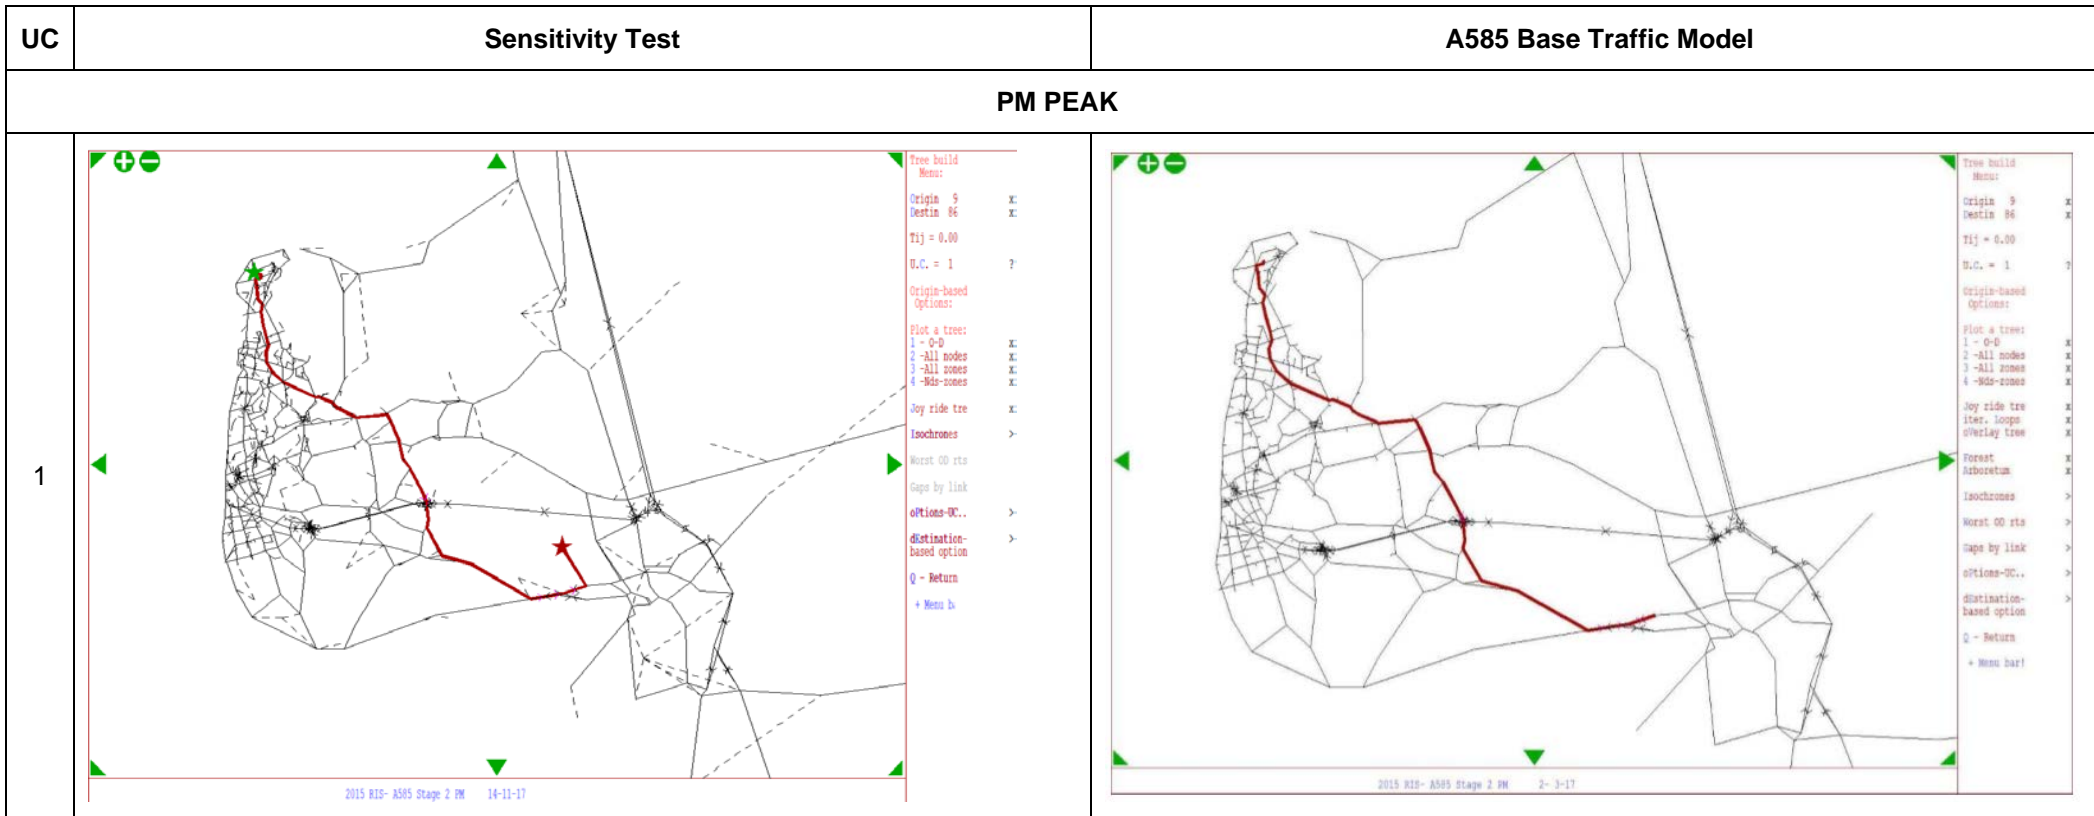 UC Sensitivity Test A585 Base Traffic Model
PM PEAK
1
Tree build
Menu:
Origin 9 x
Destin 86 x
Tij = 0.00
U.C. = 1 ?
Origin-based
Options:
Plot a tree:
1 - O-D x
2 -All nodes x
3 -All zones x
4 -Nds-zones x
Joy ride tre x
Isochrones >
Worst OD rts
Gaps by link
oPtions-UC.. >
dEstination- >
based option
Q - Return
+ Menu b
2015 RIS- A585 Stage 2 PM 14-11-17
Tree build
Menu:
Origin 9 x
Destin 86 x
Tij = 0.00
U.C. = 1 ?
Origin-based
Options:
Plot a tree:
1 - O-D x
2 -All nodes x
3 -All zones x
4 -Nds-zones x
Joy ride tre x
iter. Loops x
oVerlay tree x
Forest x
Arboretum x
Isochrones >
Worst OD rts >
Gaps by link >
oPtions-UC.. >
dEstination- >
based option
Q - Return
+ Menu bar!
2015 RIS- A585 Stage 2 PM 2- 3-17